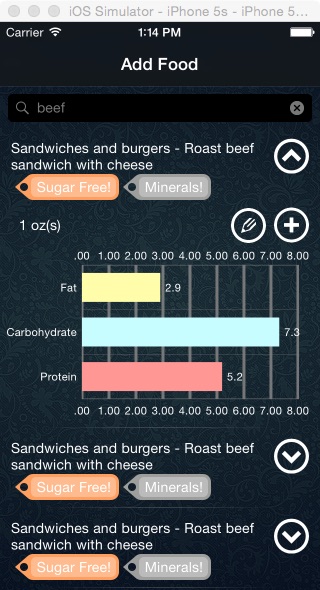 iOS Simulator - iPhone 5s - iPhone 5...
Carrier 1:14 PM
Add Food
beef
Sandwiches and burgers - Roast beef
sandwich with cheese
Sugar Free! Minerals!
1 oz(s)
.00 1.00 2.00 3.00 4.00 5.00 6.00 7.00 8.00
Fat 2.9
Carbohydrate 7.3
Protein 5.2
.00 1.00 2.00 3.00 4.00 5.00 6.00 7.00 8.00
Sandwiches and burgers - Roast beef
sandwich with cheese
Sugar Free! Minerals!
Sandwiches and burgers - Roast beef
sandwich with cheese
Sugar Free! Minerals!